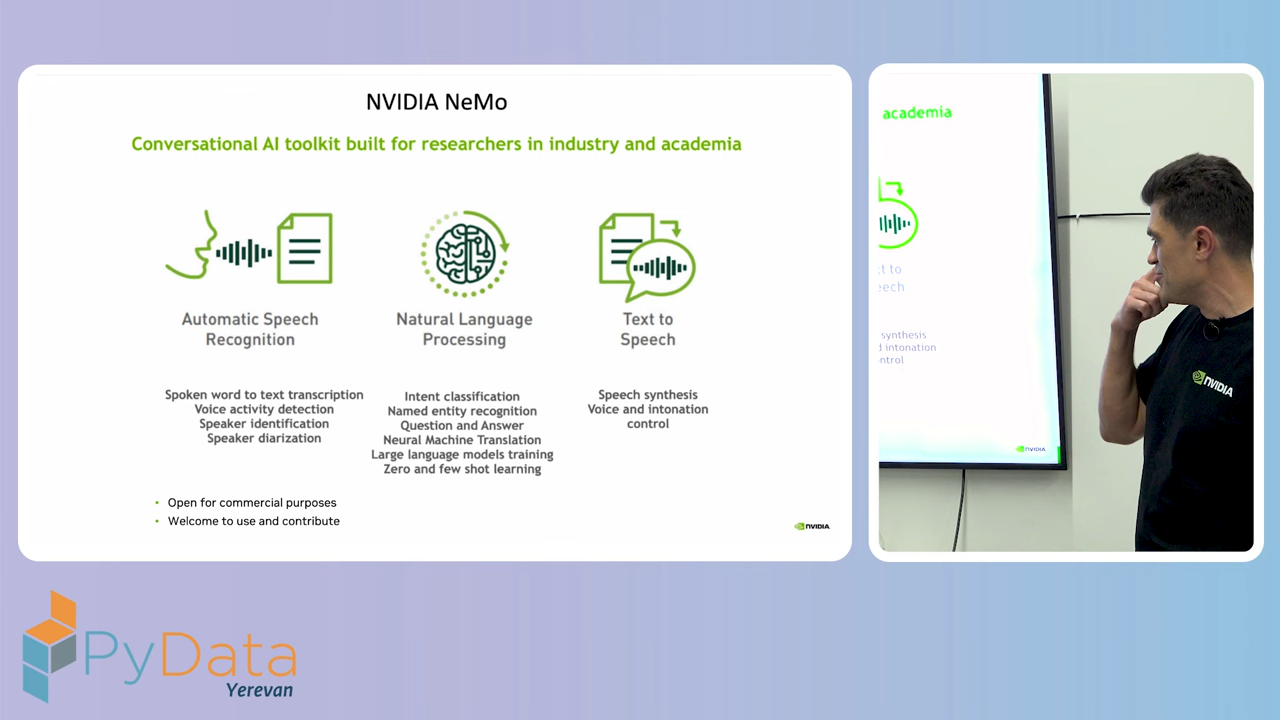 NVIDIA NeMo
Conversational AI toolkit built for researchers in industry and academia
Automatic Speech
Recognition
Spoken word to text transcription
Voice activity detection
Speaker identification
Speaker diarization
Natural Language
Processing
Intent classification
Named entity recognition
Question and Answer
Neural Machine Translation
Large language models training
Zero and few shot learning
Text to
Speech
Speech synthesis
Voice and intonation
control
• Open for commercial purposes
• Welcome to use and contribute
NVIDIA
academia
t to
eech
synthesis
d intonation
ntrol
NVIDIA
NVIDIA
PyData
Yerevan